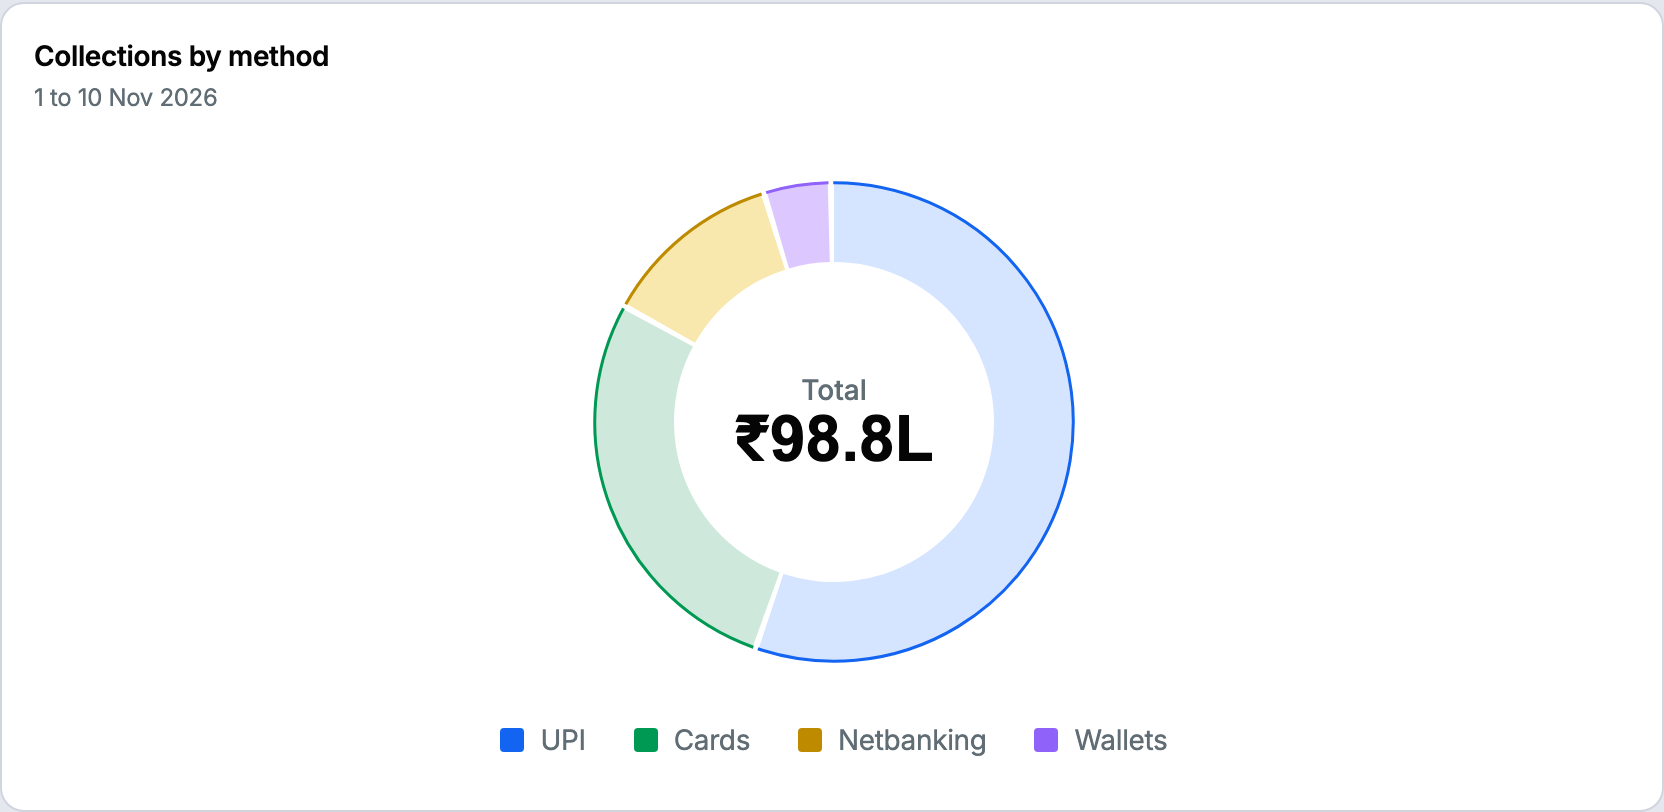 Collections by method
1 to 10 Nov 2026
Total
₹98.8L
UPI
Cards
Netbanking
Wallets